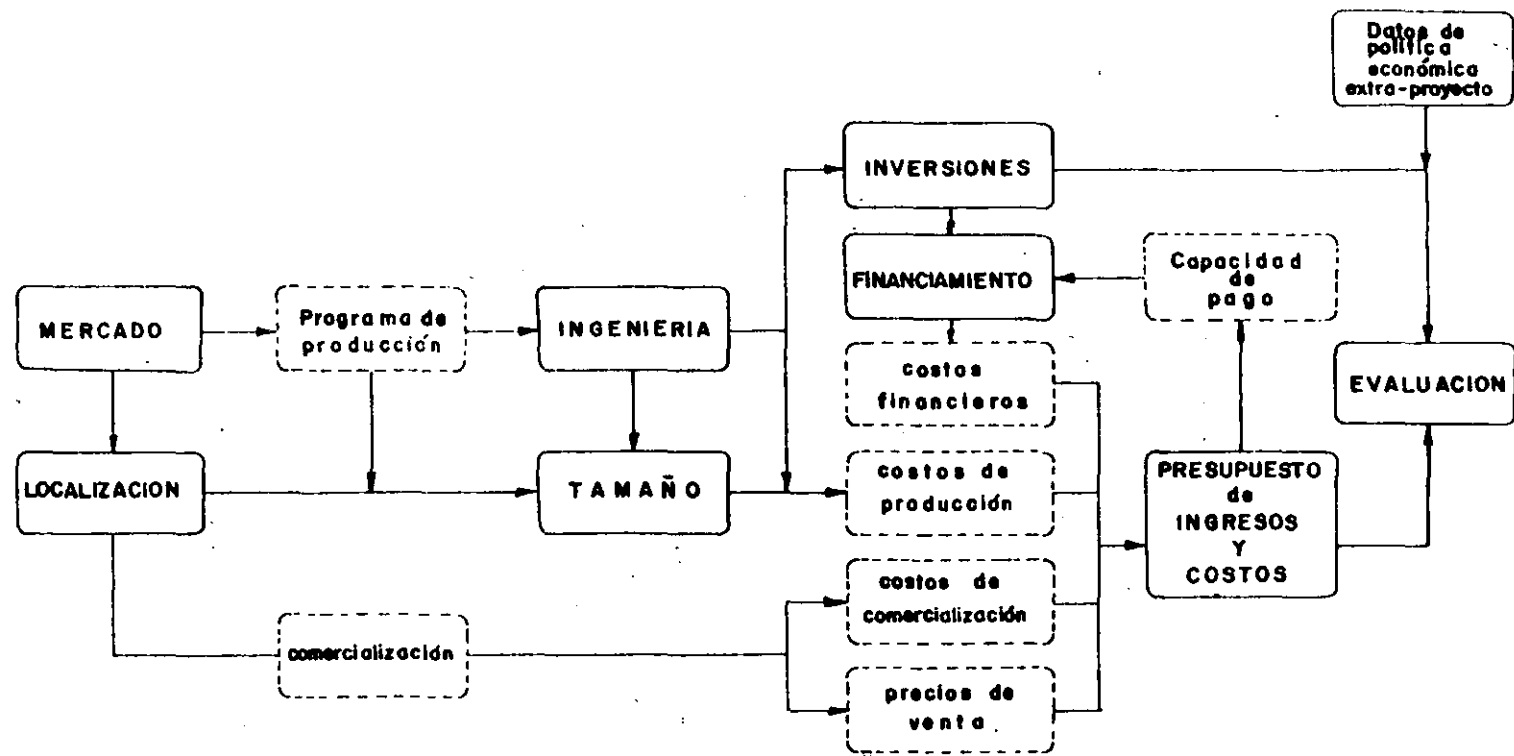 Datos de
política
económica
extra-proyecto
INVERSIONES
FINANCIAMIENTO
Capacidad
de
pago
MERCADO
Programa de
producción
INGENIERIA
costos
financieros
EVALUACION
LOCALIZACION
TAMAÑO
costos de
producción
PRESUPUESTO
de
INGRESOS
Y
COSTOS
costos de
comercialización
comercialización
precios de
venta